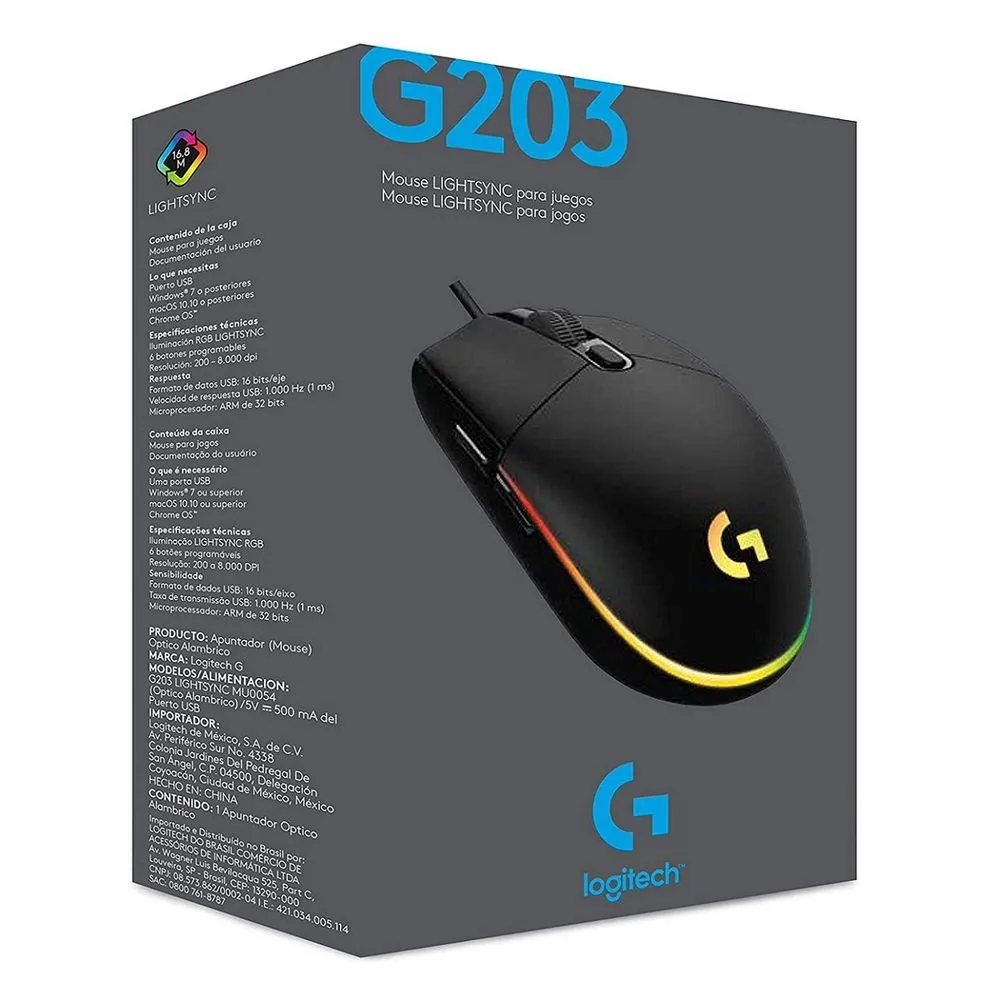 G203
Mouse LIGHTSYNC para juegos
Mouse LIGHTSYNC para jogos
16.8
M
LIGHTSYNC
Contenido de la caja
Mouse para juegos
Documentación del usuario
Lo que necesitas
Puerto USB
Windows® 7 o posteriores
macOS 10.10 o posteriores
Chrome OS™
Especificaciones técnicas
Iluminación RGB LIGHTSYNC
6 botones programables
Resolución: 200 – 8.000 dpi
Respuesta
Formato de datos USB: 16 bits/eje
Velocidad de respuesta USB: 1.000 Hz (1 ms)
Microprocesador: ARM de 32 bits
Conteúdo da caixa
Mouse para jogos
Documentação do usuário
O que é necessário
Uma porta USB
Windows® 7 ou superior
macOS 10.10 ou superior
Chrome OS™
Especificações técnicas
Iluminação LIGHTSYNC RGB
6 botões programáveis
Resolução: 200 a 8.000 DPI
Sensibilidade
Formato de dados USB: 16 bits/eixo
Taxa de transmissão USB: 1.000 Hz (1 ms)
Microprocessador: ARM de 32 bits
PRODUCTO: Apuntador (Mouse)
Optico Alambrico
MARCA: Logitech G
MODELOS/ALIMENTACION:
G203 LIGHTSYNC MU0054
(Optico Alambrico) /5V ⎓ 500 mA del
Puerto USB
IMPORTADOR:
Logitech de México, S.A. de C.V.
Av. Periférico Sur No. 4338
Colonia Jardines Del Pedregal De
San Ángel, C.P. 04500, Delegación
Coyoacán, Ciudad de México, México
HECHO EN: CHINA
CONTENIDO: 1 Apuntador Optico
Alambrico
Importado e Distribuído no Brasil por:
LOGITECH DO BRASIL COMÉRCIO DE
ACESSÓRIOS DE INFORMÁTICA LTDA
Av. Wagner Luis Bevilacqua 525, Part C,
Louveira, SP - Brasil, CEP: 13290-000
CNPJ: 08.573.862/0002-04 I.E.: 421.034.005.114
SAC: 0800 761-8787
logitech™